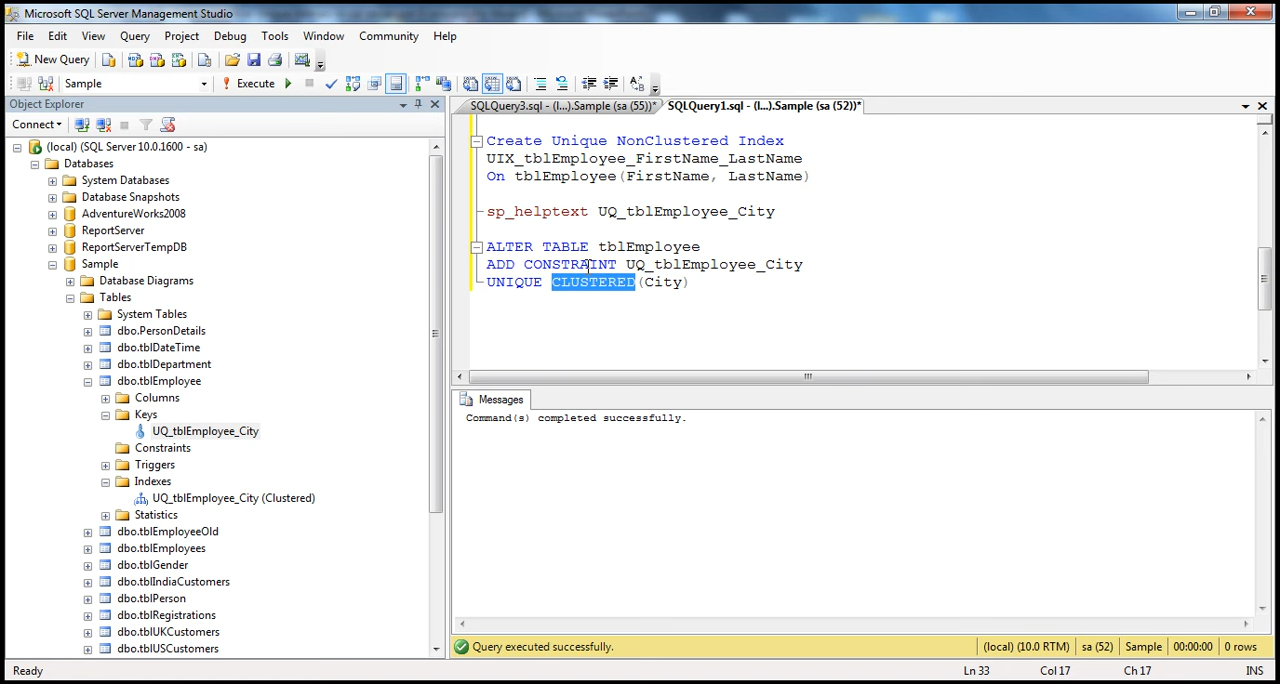 Microsoft SQL Server Management Studio
File Edit View Query Project Debug Tools Window Community Help
New Query
Sample Execute
Object Explorer
SQLQuery3.sql - (l...).Sample (sa (55))* SQLQuery1.sql - (l...).Sample (sa (52))*
Connect
(local) (SQL Server 10.0.1600 - sa)
Databases
System Databases
Database Snapshots
AdventureWorks2008
ReportServer
ReportServerTempDB
Sample
Database Diagrams
Tables
System Tables
dbo.PersonDetails
dbo.tblDateTime
dbo.tblDepartment
dbo.tblEmployee
Columns
Keys
UQ_tblEmployee_City
Constraints
Triggers
Indexes
UQ_tblEmployee_City (Clustered)
Statistics
dbo.tblEmployeeOld
dbo.tblEmployees
dbo.tblGender
dbo.tblIndiaCustomers
dbo.tblPerson
dbo.tblRegistrations
dbo.tblUKCustomers
dbo.tblUSCustomers
Create Unique NonClustered Index
UIX_tblEmployee_FirstName_LastName
On tblEmployee(FirstName, LastName)
sp_helptext UQ_tblEmployee_City
ALTER TABLE tblEmployee
ADD CONSTRAINT UQ_tblEmployee_City
UNIQUE CLUSTERED(City)
Messages
Command(s) completed successfully.
Query executed successfully. (local) (10.0 RTM) sa (52) Sample 00:00:00 0 rows
Ready Ln 33 Col 17 Ch 17 INS